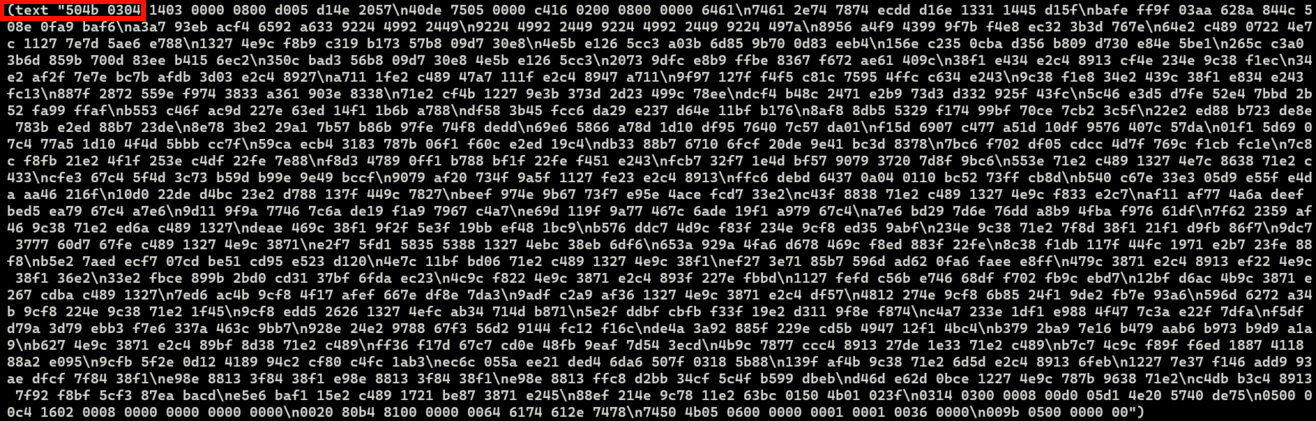 (text "504b 0304 1403 0000 0800 d005 d14e 2057\n40de 7505 0000 c416 0200 0800 0000 6461\n7461 2e74 7874 ecdd d16e 1331 1445 d15f\nbafe ff9f 03aa 628a 844c 5
08e 0fa9 baf6\na3a7 93eb acf4 6592 a633 9224 4992 2449\n9224 4992 2449 9224 4992 2449 9224 497a\n8956 a4f9 4399 9f7b f4e8 ec32 3b3d 767e\n64e2 c489 0722 4e7
c 1127 7e7d 5ae6 e788\n1327 4e9c f8b9 c319 b173 57b8 09d7 30e8\n4e5b e126 5cc3 a03b 6d85 9b70 0d83 eeb4\n156e c235 0cba d356 b809 d730 e84e 5be1\n265c c3a0
3b6d 859b 700d 83ee b415 6ec2\n350c bad3 56b8 09d7 30e8 4e5b e126 5cc3\n2073 9dfc e8b9 ffbe 8367 f672 ae61 409c\n38f1 e434 e2c4 8913 cf4e 234e 9c38 f1ec\n34
e2 af2f 7e7e bc7b afdb 3d03 e2c4 8927\na711 1fe2 c489 47a7 111f e2c4 8947 a711\n9f97 127f f4f5 c81c 7595 4ffc c634 e243\n9c38 f1e8 34e2 439c 38f1 e834 e243
fc13\n887f 2872 559e f974 3833 a361 903e 8338\n71e2 cf4b 1227 9e3b 373d 2d23 499c 78ee\ndcf4 b48c 2471 e2b9 73d3 d332 925f 43fc\n5c46 e3d5 d7fe 52e4 7bbd 2b
52 fa99 ffaf\nb553 c46f ac9d 227e 63ed 14f1 1b6b a788\ndf58 3b45 fcc6 da29 e237 d64e 11bf b176\n8af8 8db5 5329 f174 99bf 70ce 7cb2 3c5f\n22e2 ed88 b723 de8e
783b e2ed 88b7 23de\n8e78 3be2 29a1 7b57 b86b 97fe 74f8 dedd\n69e6 5866 a78d 1d10 df95 7640 7c57 da01\nf15d 6907 c477 a51d 10df 9576 407c 57da\n01f1 5d69 0
7c4 77a5 1d10 4f4d 5bbb cc7f\n59ca ecb4 3183 787b 06f1 f60c e2ed 19c4\ndb33 88b7 6710 6fcf 20de 9e41 bc3d 8378\n7bc6 f702 df05 cdcc 4d7f 769c f1cb fc1e\n7c8
c f8fb 21e2 4f1f 253e c4df 22fe 7e88\nf8d3 4789 0ff1 b788 bf1f 22fe f451 e243\nfcb7 32f7 1e4d bf57 9079 3720 7d8f 9bc6\n553e 71e2 c489 1327 4e7c 8638 71e2 c
433\ncfe3 67c4 5f4d 3c73 b59d b99e 9e49 bccf\n9079 af20 734f 9a5f 1127 fe23 e2c4 8913\nffc6 debd 6437 0a04 0110 bc52 73ff cb8d\nb540 c67e 33e3 05d9 e55f e4d
a aa46 216f\n10d0 22de d4bc 23e2 d788 137f 449c 7827\nbeef 974e 9b67 73f7 e95e 4ace fcd7 33e2\nc43f 8838 71e2 c489 1327 4e9c f833 e2c7\naf11 af77 4a6a deef
bed5 ea79 67c4 a7e6\n9d11 9f9a 7746 7c6a de19 f1a9 7967 c4a7\ne69d 119f 9a77 467c 6ade 19f1 a979 67c4\na7e6 bd29 7d6e 76dd a8b9 4fba f976 61df\n7f62 2359 af
46 9c38 71e2 ed6a c489 1327\ndeae 469c 38f1 9f2f 5e3f 19bb ef48 1bc9\nb576 ddc7 4d9c f83f 234e 9cf8 ed35 9abf\n234e 9c38 71e2 7f8d 38f1 21f1 d9fb 86f7\n9dc7
3777 60d7 67fe c489 1327 4e9c 3871\ne2f7 5fd1 5835 5388 1327 4ebc 38eb 6df6\n653a 929a 4fa6 d678 469c f8ed 883f 22fe\n8c38 f1db 117f 44fc 1971 e2b7 23fe 88
f8\nb5e2 7aed ecf7 07cd be51 cd95 e523 d120\n4e7c 11bf bd06 71e2 c489 1327 4e9c 38f1\nef27 3e71 85b7 596d ad62 0fa6 faee e8ff\n479c 3871 e2c4 8913 ef22 4e9c
38f1 36e2\n33e2 fbce 899b 2bd0 cd31 37bf 6fda ec23\n4c9c f822 4e9c 3871 e2c4 893f 227e fbbd\n1127 fefd c56b e746 68df f702 fb9c ebd7\n12bf d6ac 4b9c 3871 e
267 cdba c489 1327\n7ed6 ac4b 9cf8 4f17 afef 667e df8e 7da3\n9adf c2a9 af36 1327 4e9c 3871 e2c4 df57\n4812 274e 9cf8 6b85 24f1 9de2 fb7e 93a6\n596d 6272 a34
b 9cf8 224e 9c38 71e2 1f45\n9cf8 edd5 2626 1327 4efc ab34 714d b871\n5e2f ddbf cbfb f33f 19e2 d311 9f8e f874\nc4a7 233e 1df1 e988 4f47 7c3a e22f 7dfa\nf5df
d79a 3d79 ebb3 f7e6 337a 463c 9bb7\n928e 24e2 9788 67f3 56d2 9144 fc12 f16c\nde4a 3a92 885f 229e cd5b 4947 12f1 4bc4\nb379 2ba9 7e16 b479 aab6 b973 b9d9 a1a
9\nb627 4e9c 3871 e2c4 89bf 8d38 71e2 c489\nff36 f17d 67c7 cd0e 48fb 9eaf 7d54 3ecd\n4b9c 7877 ccc4 8913 27de 1e33 71e2 c489\nb7c7 4c9c f89f f6ed 1887 4118
88a2 e095\n9cfb 5f2e 0d12 4189 94c2 cf80 c4fc 1ab3\nec6c 055a ee21 ded4 6da6 507f 0318 5b88\n139f af4b 9c38 71e2 6d5d e2c4 8913 6feb\n1227 7e37 f146 add9 93
ae dfcf 7f84 38f1\ne98e 8813 3f84 38f1 e98e 8813 3f84 38f1\ne98e 8813 ffc8 d2bb 34cf 5c4f b599 dbeb\nd46d e62d 0bce 1227 4e9c 787b 9638 71e2\nc4db b3c4 8913
7f92 f8bf 5cf3 87ea bacd\ne5e6 baf1 15e2 c489 1721 be87 3871 e245\n88ef 214e 9c78 11e2 63bc 0150 4b01 023f\n0314 0300 0008 00d0 05d1 4e20 5740 de75\n0500 0
0c4 1602 0008 0000 0000 0000 0000\n0020 80b4 8100 0000 0064 6174 612e 7478\n7450 4b05 0600 0000 0001 0001 0036 0000\n009b 0500 0000 00")